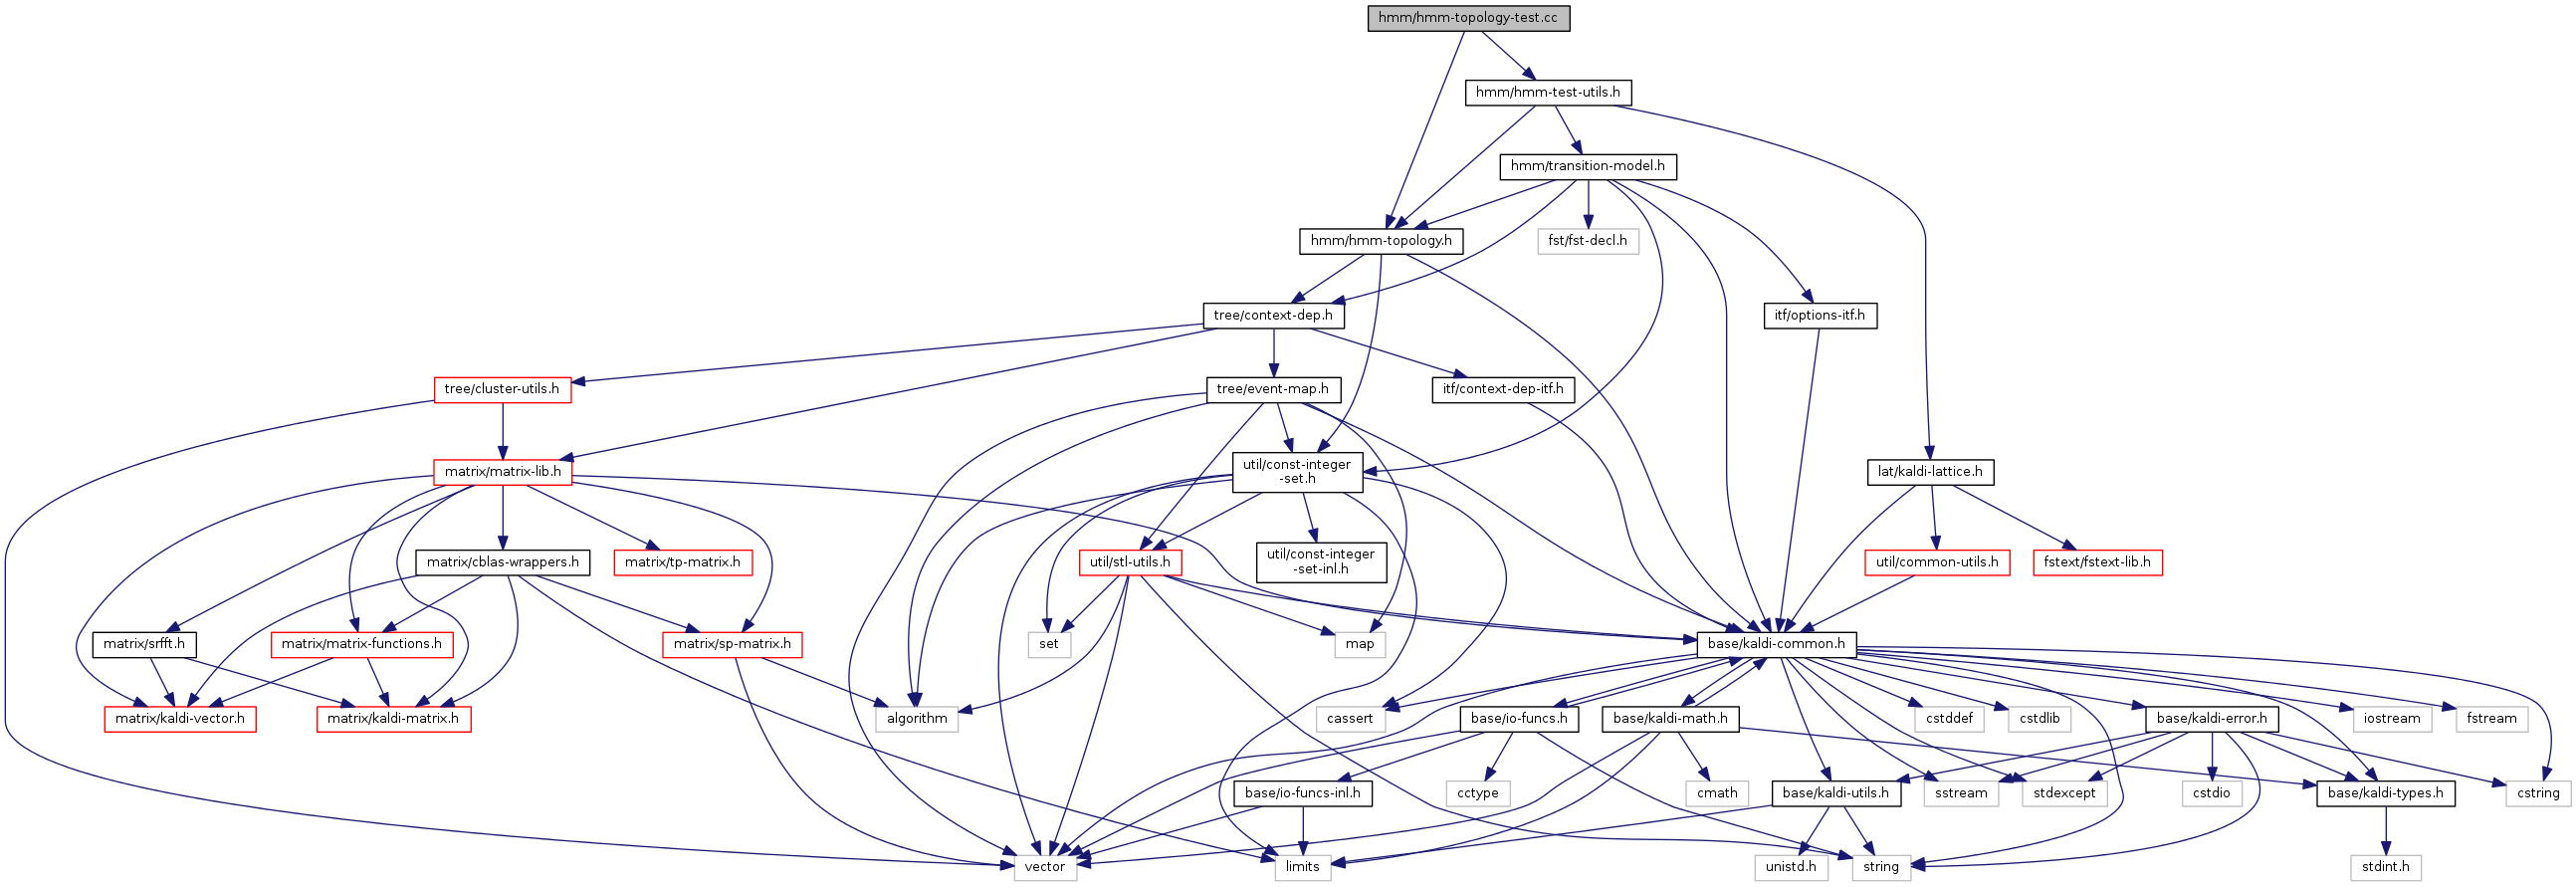 hmm/hmm-topology-test.cc
hmm/hmm-test-utils.h
hmm/transition-model.h
hmm/hmm-topology.h
fst/fst-decl.h
tree/context-dep.h
itf/options-itf.h
tree/cluster-utils.h
tree/event-map.h
itf/context-dep-itf.h
matrix/matrix-lib.h
util/const-integer
-set.h
lat/kaldi-lattice.h
matrix/cblas-wrappers.h
matrix/tp-matrix.h
util/stl-utils.h
util/const-integer
-set-inl.h
util/common-utils.h
fstext/fstext-lib.h
matrix/srfft.h
matrix/matrix-functions.h
matrix/sp-matrix.h
set
map
base/kaldi-common.h
matrix/kaldi-vector.h
matrix/kaldi-matrix.h
algorithm
cassert
base/io-funcs.h
base/kaldi-math.h
cstddef
cstdlib
base/kaldi-error.h
iostream
fstream
base/io-funcs-inl.h
cctype
cmath
base/kaldi-utils.h
sstream
stdexcept
cstdio
base/kaldi-types.h
cstring
vector
limits
unistd.h
string
stdint.h